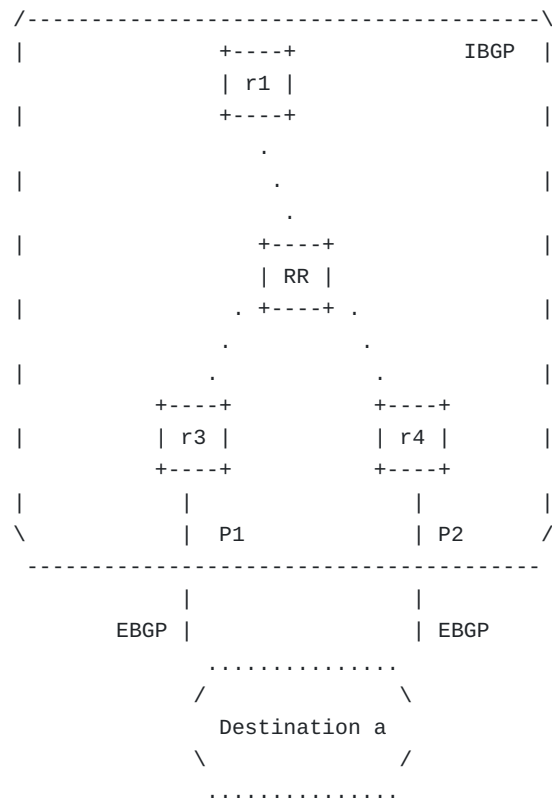 IBGP
r1
RR
r3 r4
P1 P2
EBGP EBGP
Destination a